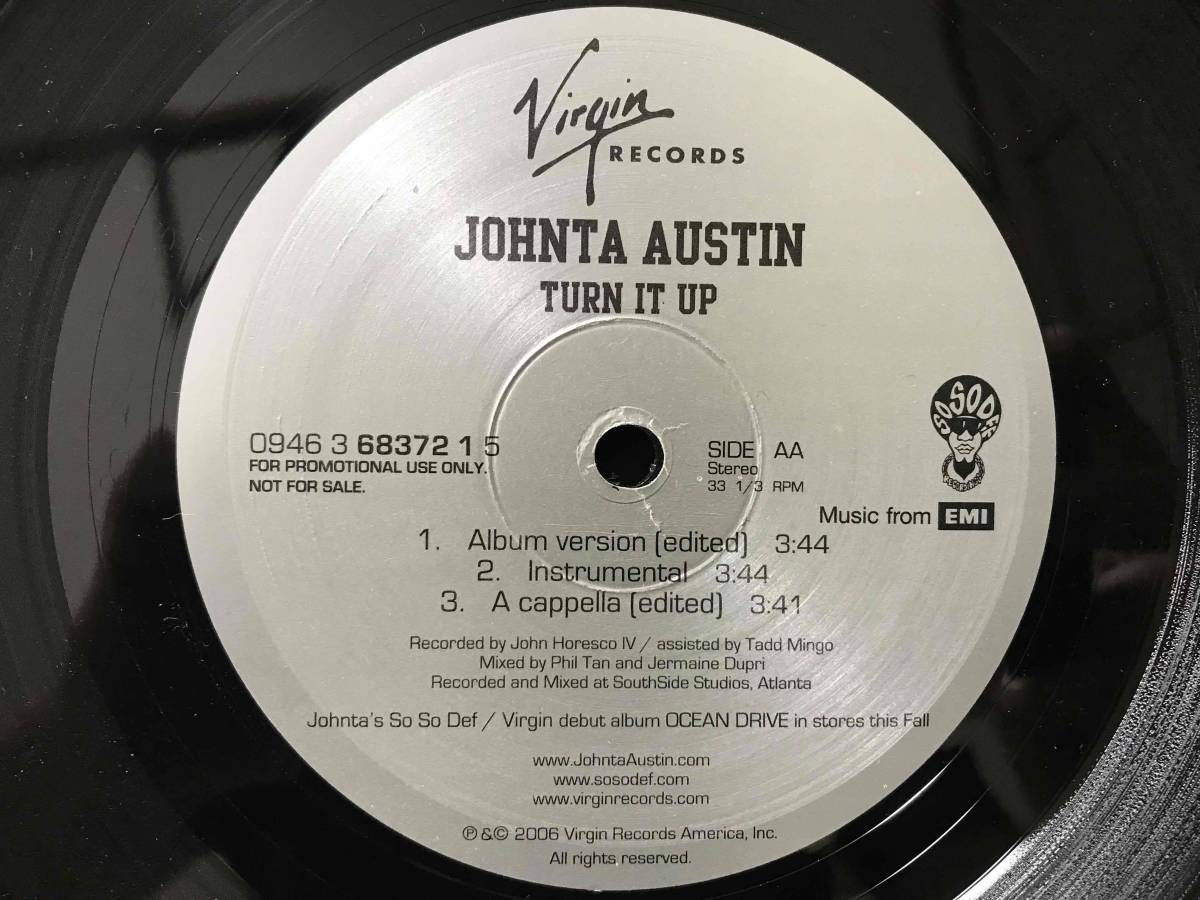 Virgin
RECORDS
JOHNTA AUSTIN
TURN IT UP
0946 3 68372 1 5
FOR PROMOTIONAL USE ONLY.
NOT FOR SALE.
SIDE AA
Stereo
33 1/3 RPM
SO SO DEF
RECORDINGS
Music from EMI
1. Album version (edited) 3:44
2. Instrumental 3:44
3. A cappella (edited) 3:41
Recorded by John Horesco IV / assisted by Tadd Mingo
Mixed by Phil Tan and Jermaine Dupri
Recorded and Mixed at SouthSide Studios, Atlanta
Johnta's So So Def / Virgin debut album OCEAN DRIVE in stores this Fall
www.JohntaAustin.com
www.sosodef.com
www.virginrecords.com
℗ & © 2006 Virgin Records America, Inc.
All rights reserved.